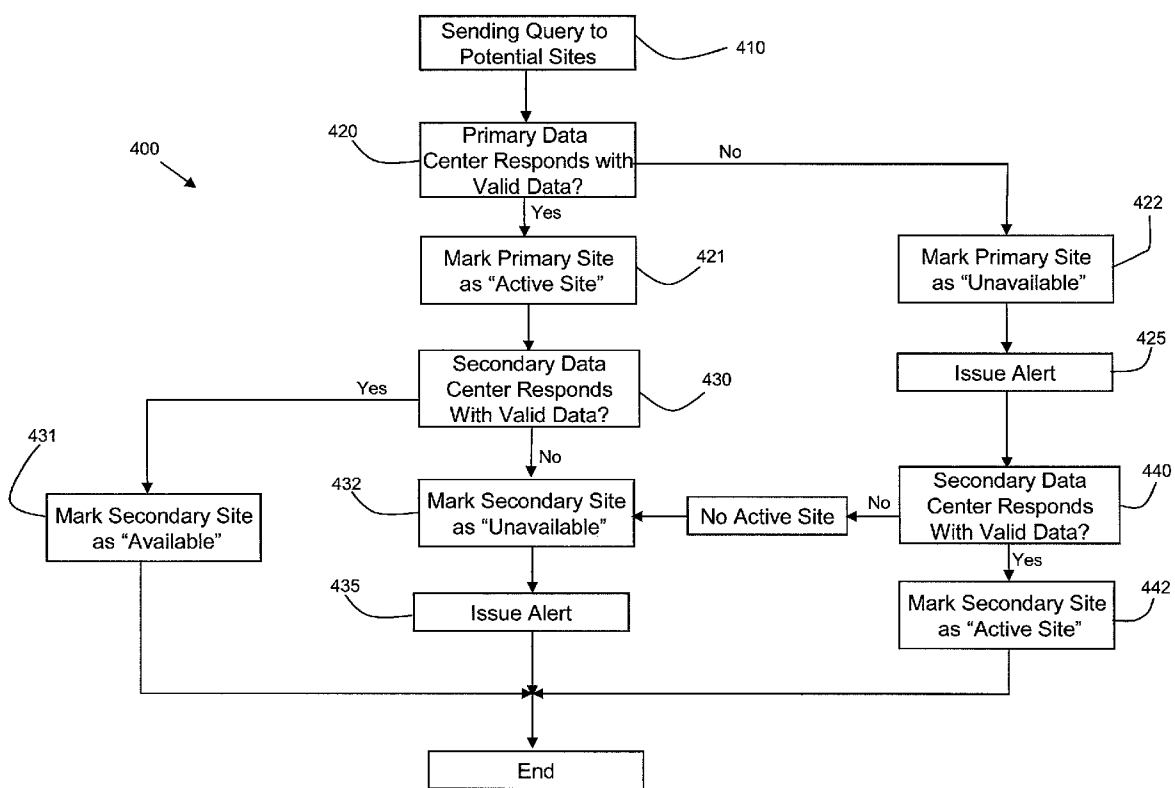 Sending Query to
Potential Sites
410
420
Primary Data
Center Responds with
Valid Data?
No
400
Yes
422
Mark Primary Site
as “Active Site”
421
Mark Primary Site
as “Unavailable”
425
Issue Alert
Secondary Data
Center Responds
With Valid Data?
430
Yes
No
431
Mark Secondary Site
as “Available”
432
Mark Secondary Site
as “Unavailable”
No Active Site
No
440
Secondary Data
Center Responds
With Valid Data?
Yes
435
Issue Alert
442
Mark Secondary Site
as “Active Site”
End